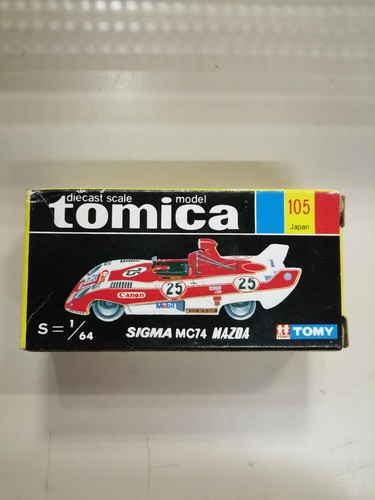 diecast scale model
tomica
105
Japan
25
25
Canon
Mobil
S=1/64
SIGMA MC74 MAZDA
TOMY